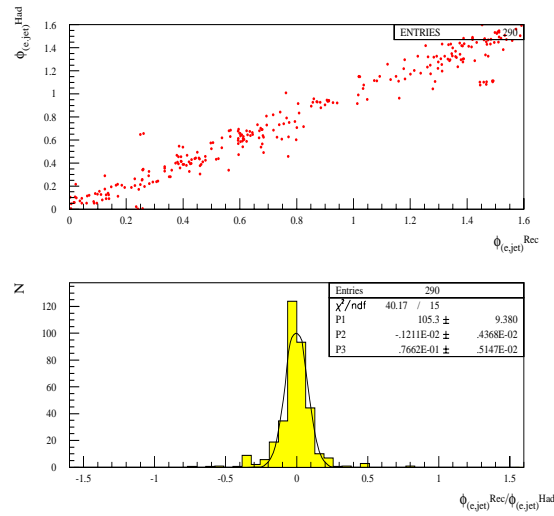 ϕ(e,jet)Had
1.6
1.4
1.2
1
0.8
0.6
0.4
0.2
0
ENTRIES 290
0 0.2 0.4 0.6 0.8 1 1.2 1.4 1.6
ϕ(e,jet)Rec
N
120
100
80
60
40
20
0
Entries 290
χ2/ndf 40.17 / 15
P1 105.3 ± 9.380
P2 -.1211E-02 ± .4368E-02
P3 .7662E-01 ± .5147E-02
-1.5 -1 -0.5 0 0.5 1 1.5
ϕ(e,jet)Rec/ϕ(e,jet)Had